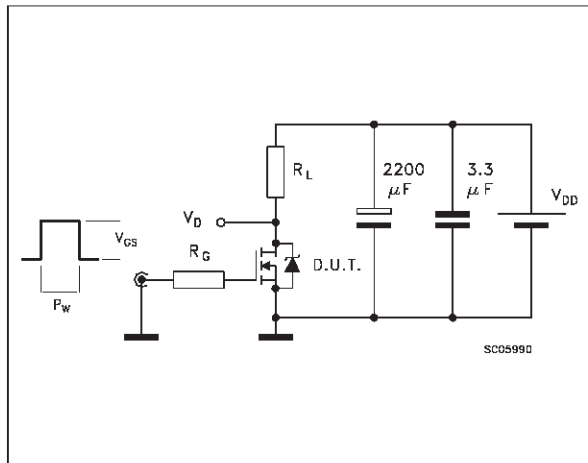 2200
μF
3.3
μF
R_L
V_DD
V_D
V_GS
R_G
D.U.T.
P_W
SC05990